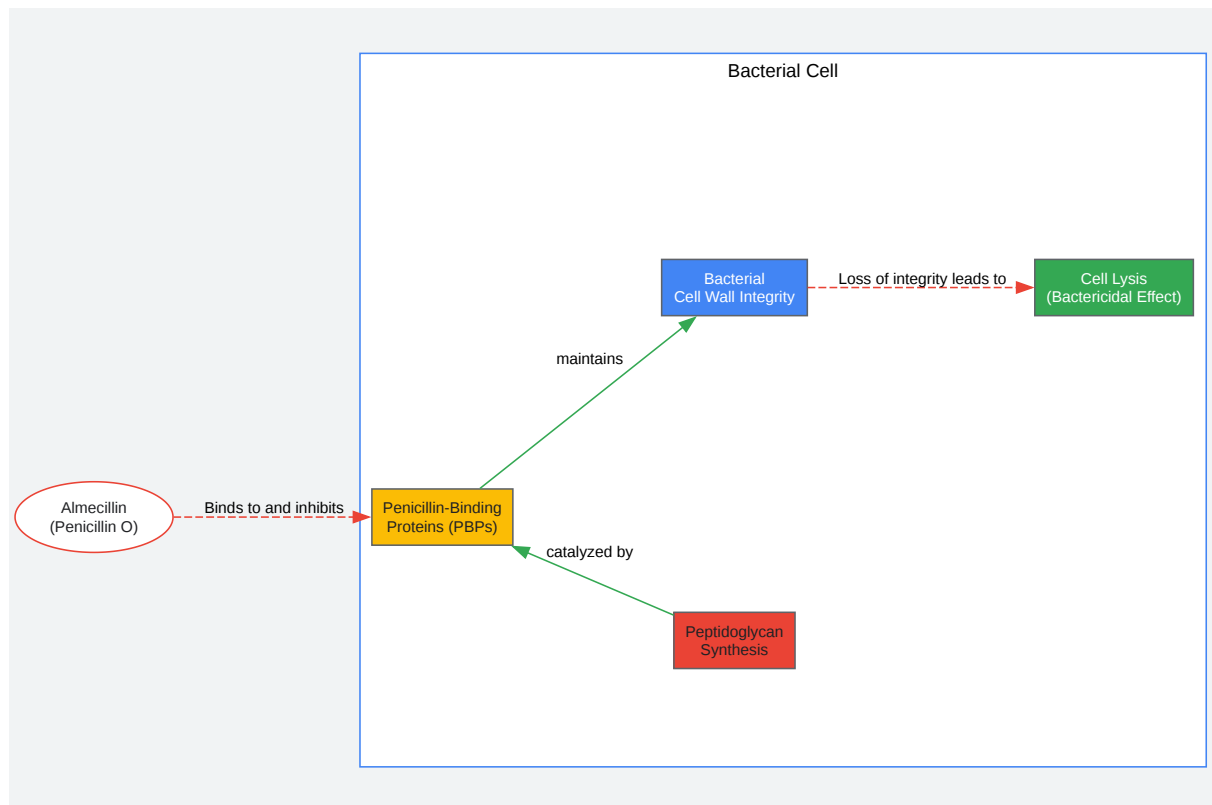 Bacterial Cell
Bacterial
Cell Wall Integrity
Loss of integrity leads to
Cell Lysis
(Bactericidal Effect)
maintains
Almecillin
(Penicillin O)
Binds to and inhibits
Penicillin-Binding
Proteins (PBPs)
catalyzed by
Peptidoglycan
Synthesis